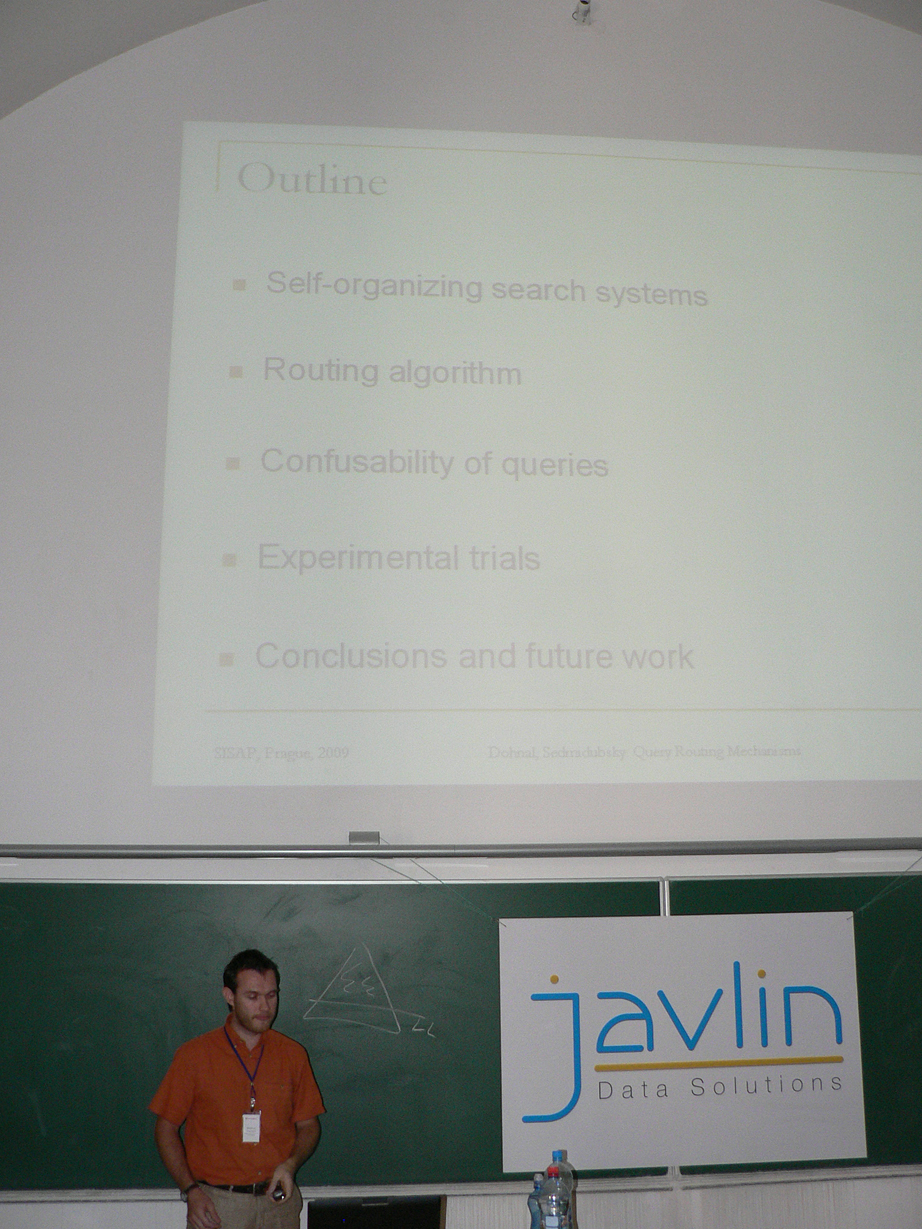 Outline
Self-organizing search systems
Routing algorithm
Confusability of queries
Experimental trials
Conclusions and future work
SISAP, Prague, 2009
Dohnal, Sedmidubsky Query Routing Mechanisms
javlin
Data Solutions